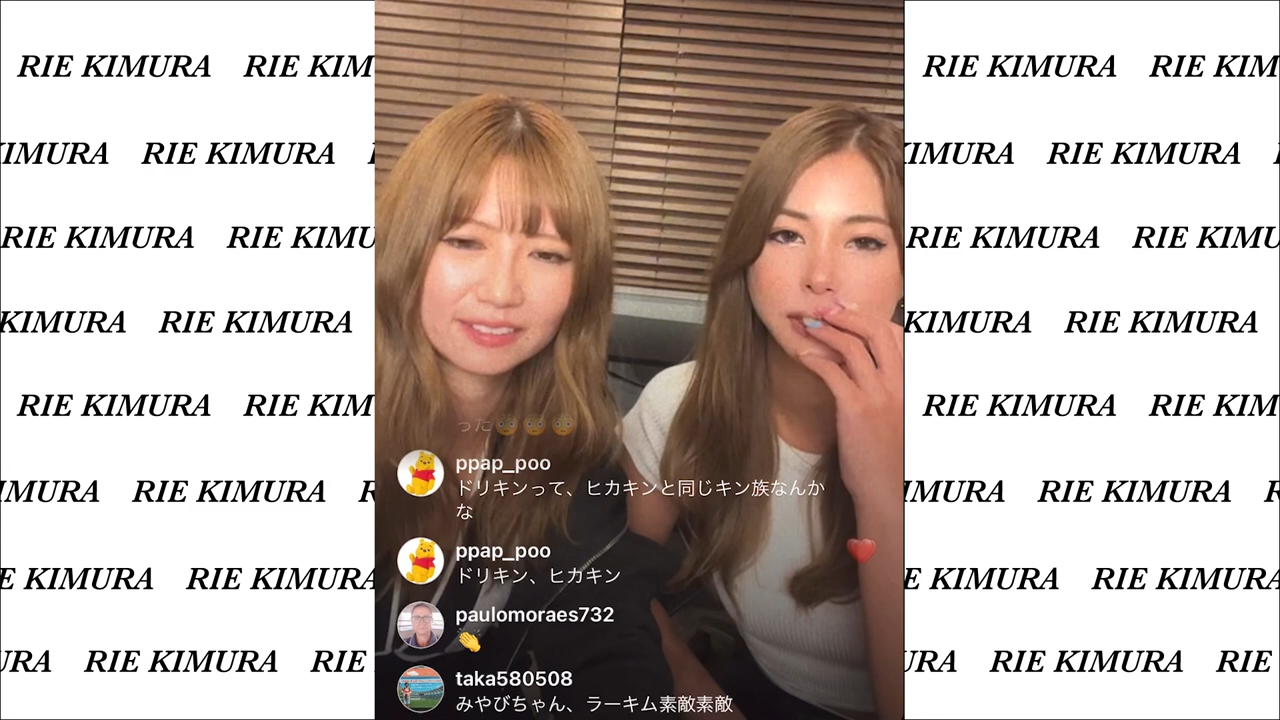 RIE KIMURA RIE KIM
IMURA RIE KIMURA
RIE KIMURA RIE KIMU
KIMURA RIE KIMURA
RIE KIMURA RIE KIM
IMURA RIE KIMURA R
E KIMURA RIE KIMURA
URA RIE KIMURA RIE
った😳😳😳
ppap_poo
ドリキンって、ヒカキンと同じキン族なんか
な
ppap_poo
ドリキン、ヒカキン
paulomoraes732
👏
taka580508
みやびちゃん、ラーキム素敵素敵
RIE KIMURA RIE KIM
IMURA RIE KIMURA
RIE KIMURA RIE KIMU
KIMURA RIE KIMURA
RIE KIMURA RIE KIM
IMURA RIE KIMURA R
E KIMURA RIE KIMURA
URA RIE KIMURA RIE